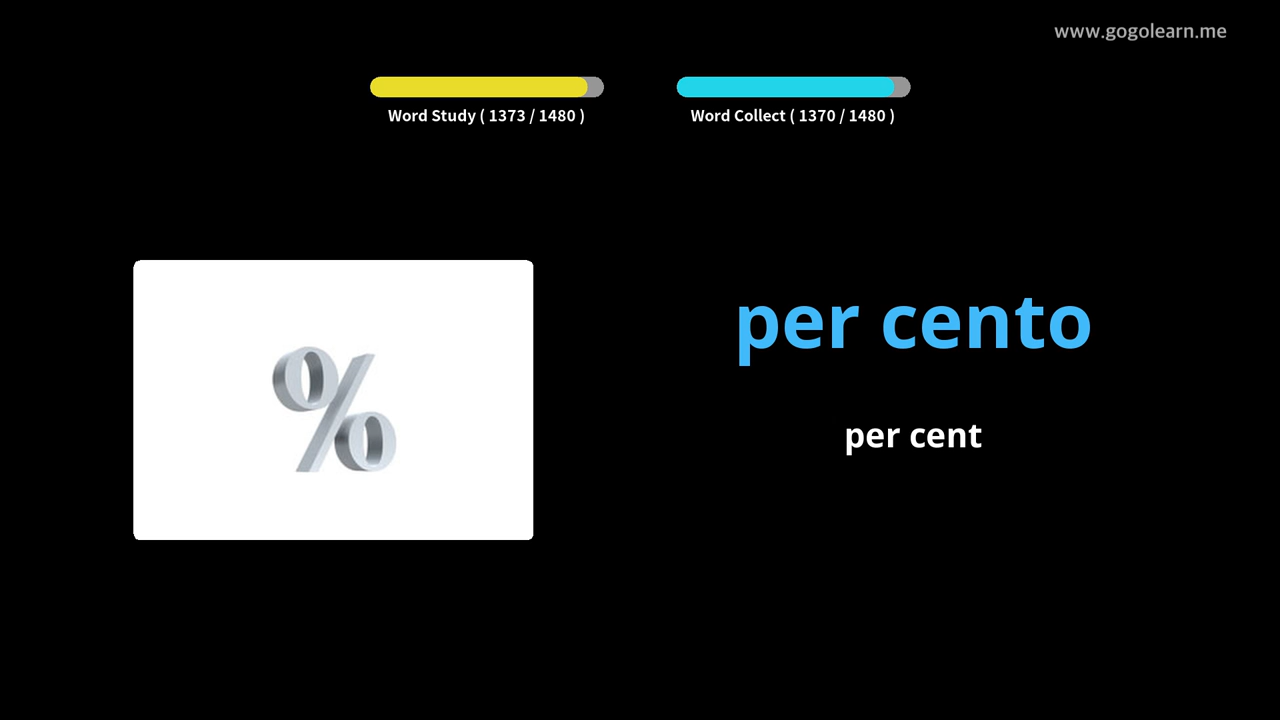 www.gogolearn.me
Word Study ( 1373 / 1480 )
Word Collect ( 1370 / 1480 )
%
per cento
per cent